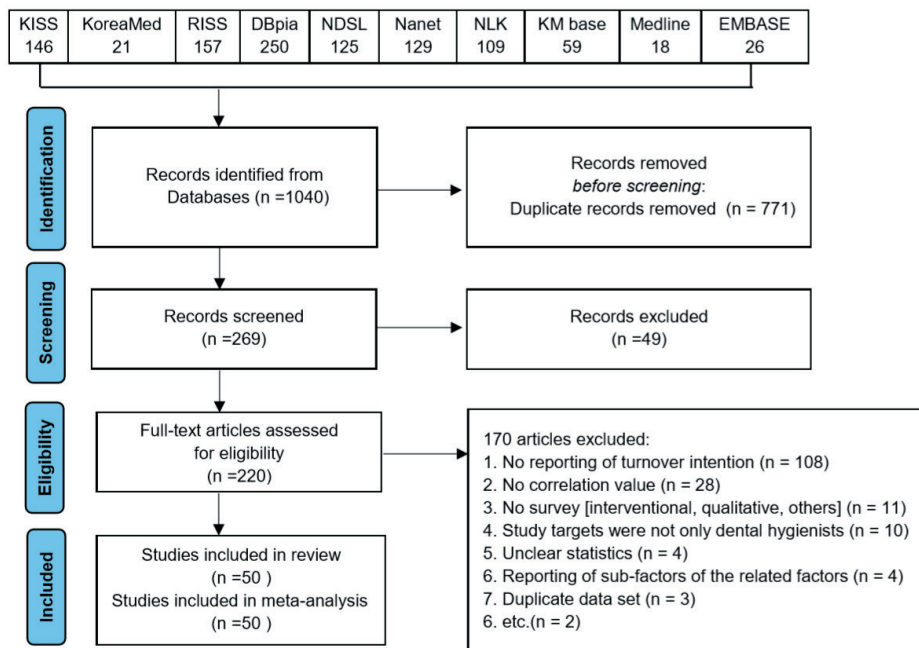 KISS KoreaMed RISS DBpia NDSL Nanet NLK KM base Medline EMBASE
146 21 157 250 125 129 109 59 18 26
Identification
Records identified from
Databases (n =1040)
Records removed
before screening:
Duplicate records removed (n = 771)
Screening
Records screened
(n =269)
Records excluded
(n =49)
Eligibility
Full-text articles assessed
for eligibility
(n =220)
170 articles excluded:
1. No reporting of turnover intention (n = 108)
2. No correlation value (n = 28)
3. No survey [interventional, qualitative, others] (n = 11)
4. Study targets were not only dental hygienists (n = 10)
5. Unclear statistics (n = 4)
6. Reporting of sub-factors of the related factors (n = 4)
7. Duplicate data set (n = 3)
6. etc.(n = 2)
Included
Studies included in review
(n =50 )
Studies included in meta-analysis
(n =50 )